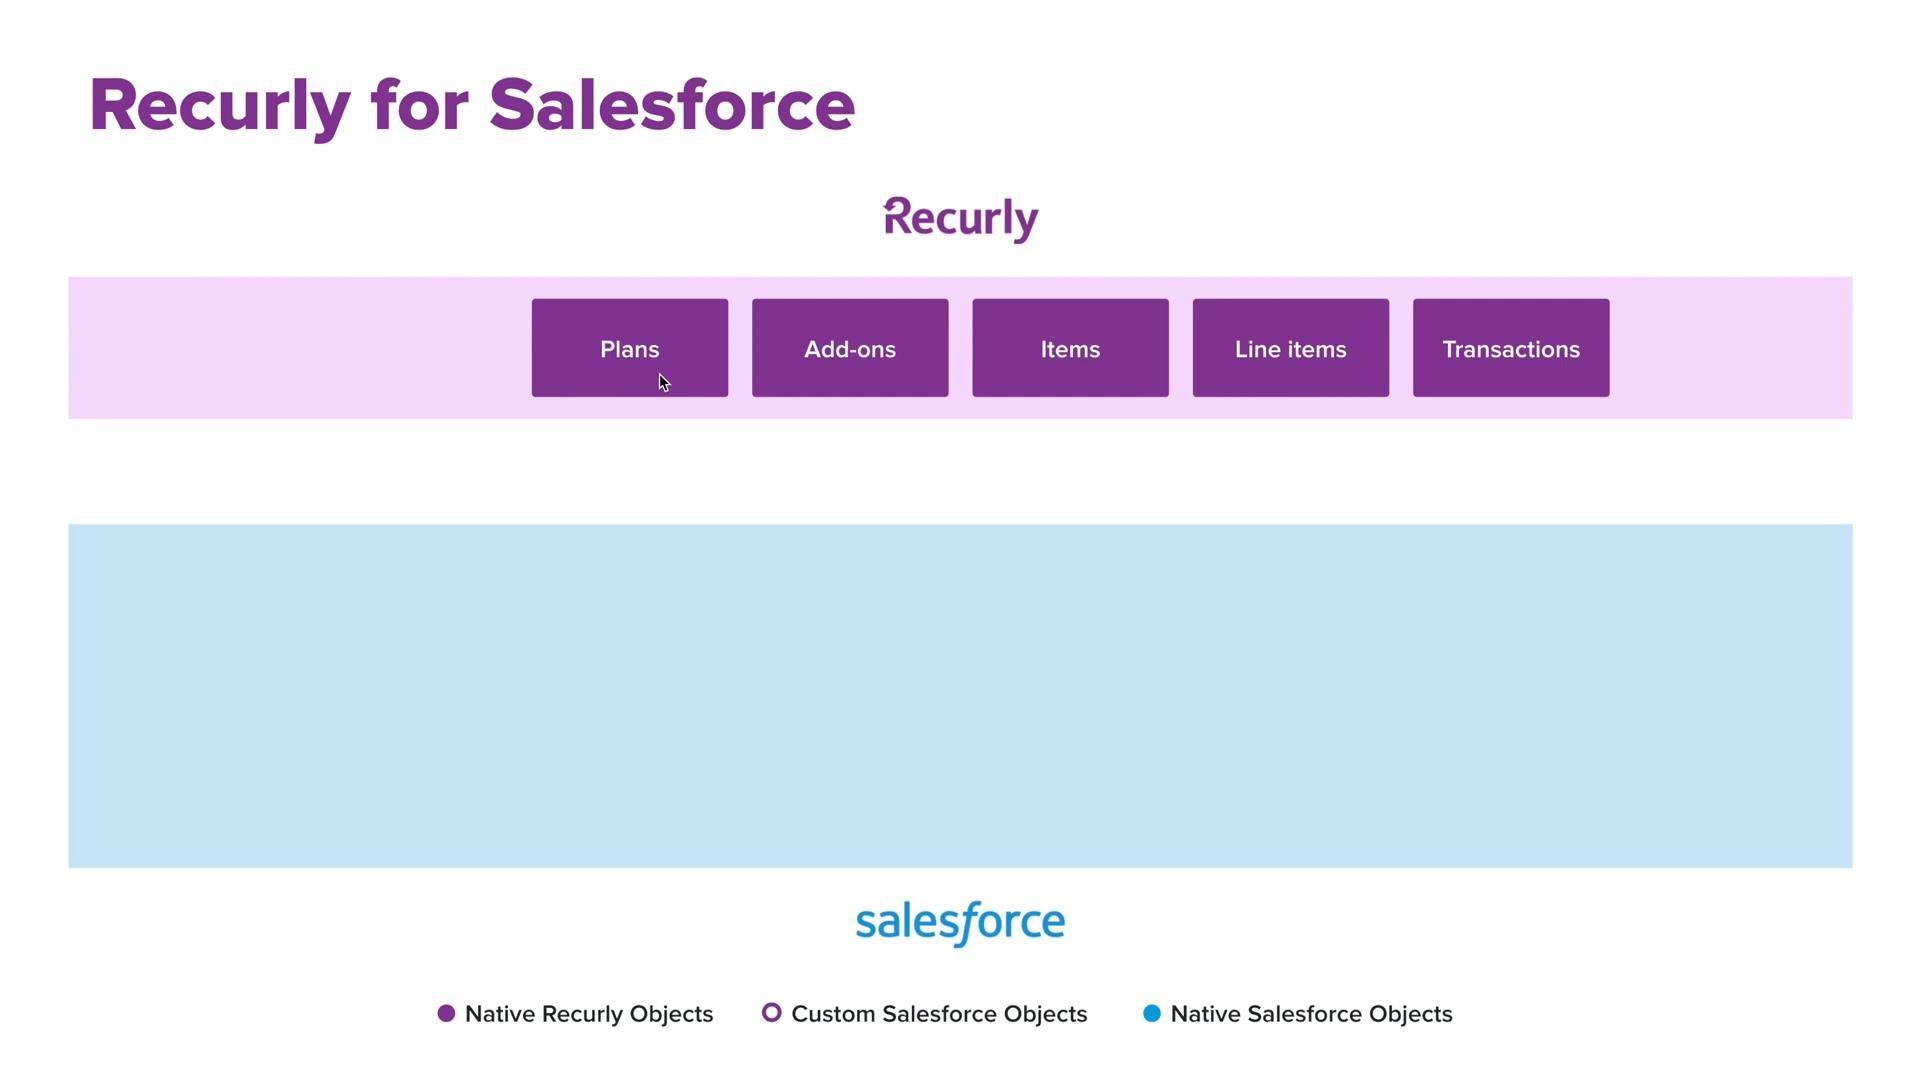 Recurly for Salesforce
Recurly
Plans
Add-ons
Items
Line items
Transactions
salesforce
Native Recurly Objects
Custom Salesforce Objects
Native Salesforce Objects